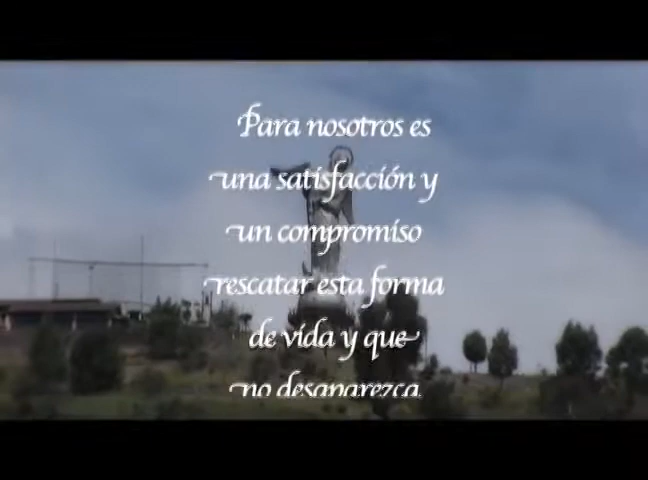 Para nosotros es
una satisfacción y
un compromiso
rescatar esta forma
de vida y que
no desaparezca